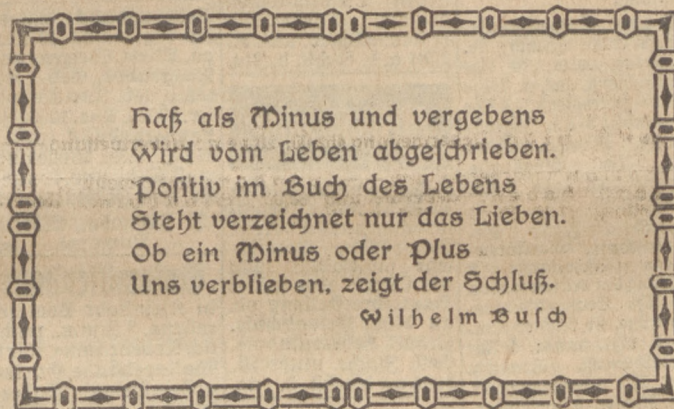 Haß als Minus und vergebens
Wird vom Leben abgeſchrieben.
Poſitiv im Buch des Lebens
Steht verzeichnet nur das Lieben.
Ob ein Minus oder Plus
Uns verblieben, zeigt der Schluß.
Wilhelm Buſch